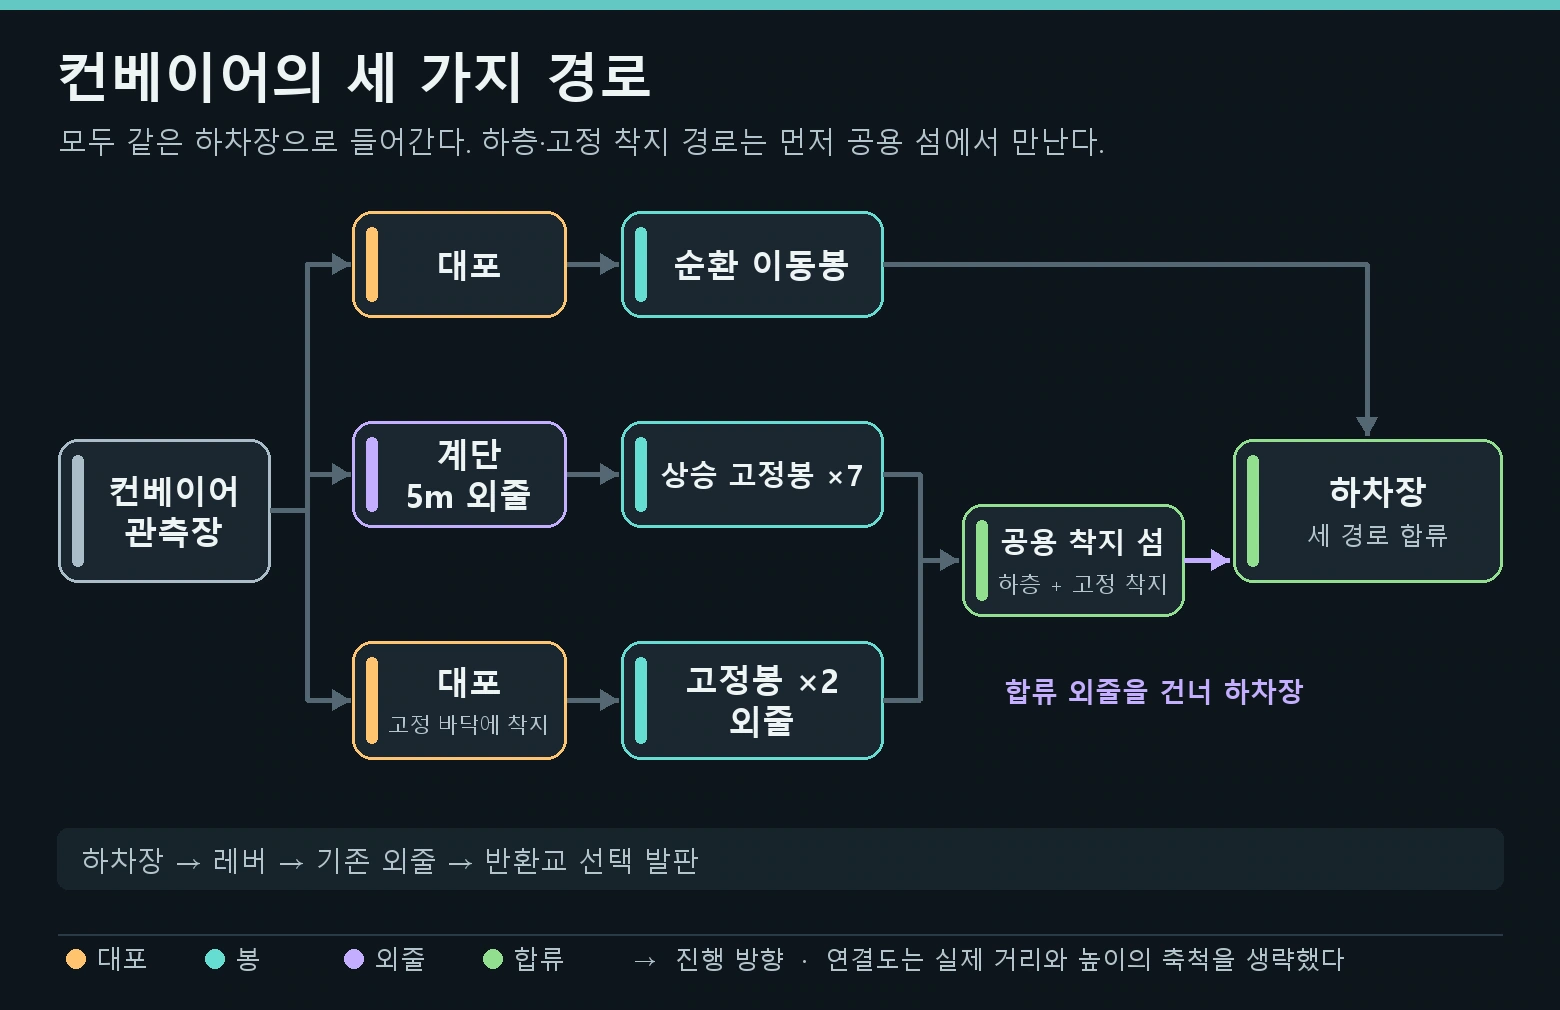 컨베이어의 세 가지 경로
모두 같은 하차장으로 들어간다. 하층·고정 착지 경로는 먼저 공용 섬에서 만난다.
대포
순환 이동봉
컨베이어
관측장
계단
5m 외줄
상승 고정봉 ×7
공용 착지 섬
하층 + 고정 착지
하차장
세 경로 합류
대포
고정 바닥에 착지
고정봉 ×2
외줄
합류 외줄을 건너 하차장
하차장 → 레버 → 기존 외줄 → 반환교 선택 발판
대포 봉 외줄 합류 → 진행 방향 · 연결도는 실제 거리와 높이의 축척을 생략했다